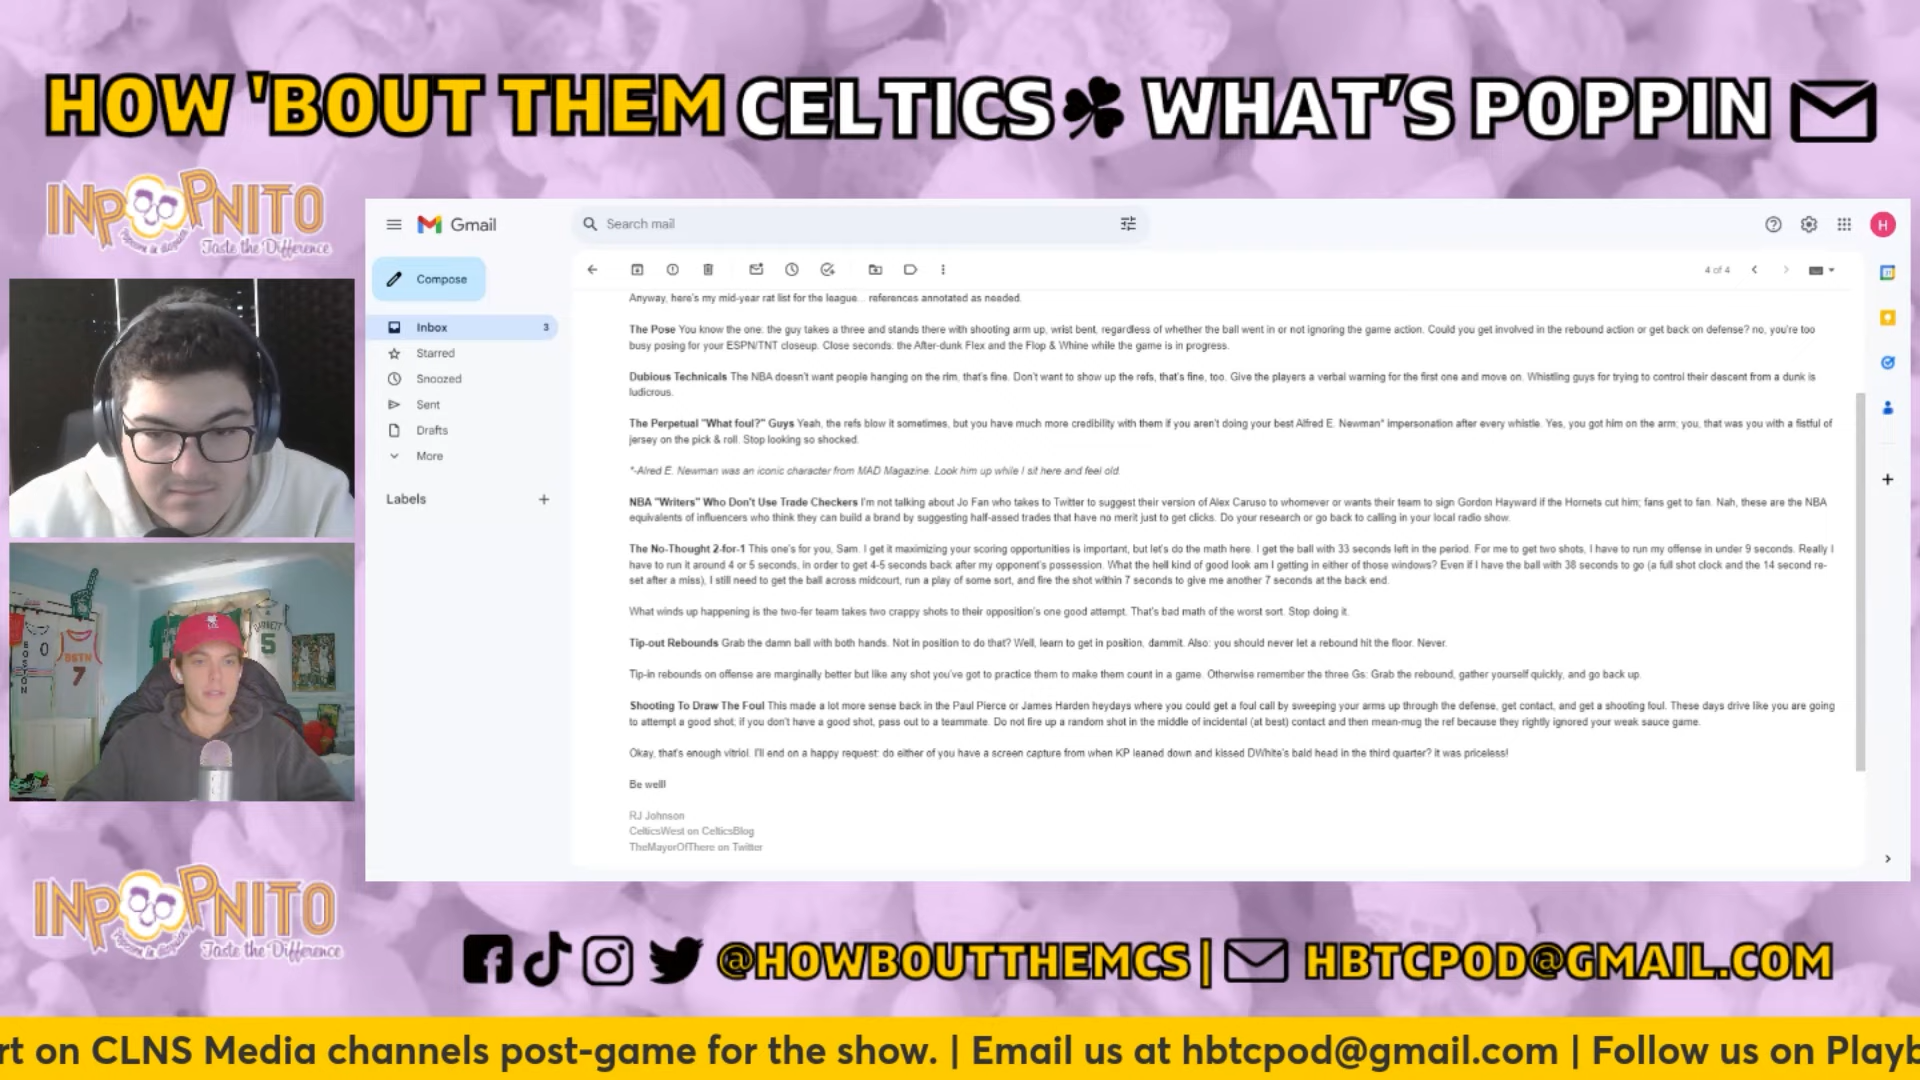 HOW 'BOUT THEM CELTICS WHAT'S POPPIN
INPOPNITO
Taste the Difference
Gmail
Search mail
H
Compose
4 of 4
Inbox 3
Starred
Snoozed
Sent
Drafts
More
Labels
Anyway, here's my mid-year rat list for the league... references annotated as needed.
The Pose You know the one: the guy takes a three and stands there with shooting arm up, wrist bent, regardless of whether the ball went in or not ignoring the game action. Could you get involved in the rebound action or get back on defense? no, you're too
busy posing for your ESPN/TNT closeup. Close seconds: the After-dunk Flex and the Flop & Whine while the game is in progress.
Dubious Technicals The NBA doesn't want people hanging on the rim, that's fine. Don't want to show up the refs, that's fine, too. Give the players a verbal warning for the first one and move on. Whistling guys for trying to control their descent from a dunk is
ludicrous.
The Perpetual "What foul?" Guys Yeah, the refs blow it sometimes, but you have much more credibility with them if you aren't doing your best Alfred E. Newman* impersonation after every whistle. Yes, you got him on the arm; you, that was you with a fistful of
jersey on the pick & roll. Stop looking so shocked.
*-Alred E. Newman was an iconic character from MAD Magazine. Look him up while I sit here and feel old.
NBA "Writers" Who Don't Use Trade Checkers I'm not talking about Jo Fan who takes to Twitter to suggest their version of Alex Caruso to whomever or wants their team to sign Gordon Hayward if the Hornets cut him; fans get to fan. Nah, these are the NBA
equivalents of influencers who think they can build a brand by suggesting half-assed trades that have no merit just to get clicks. Do your research or go back to calling in your local radio show.
The No-Thought 2-for-1 This one's for you, Sam. I get it maximizing your scoring opportunities is important, but let's do the math here. I get the ball with 33 seconds left in the period. For me to get two shots, I have to run my offense in under 9 seconds. Really I
have to run it around 4 or 5 seconds, in order to get 4-5 seconds back after my opponent's possession. What the hell kind of good look am I getting in either of those windows? Even if I have the ball with 38 seconds to go (a full shot clock and the 14 second re-
set after a miss), I still need to get the ball across midcourt, run a play of some sort, and fire the shot within 7 seconds to give me another 7 seconds at the back end.
What winds up happening is the two-fer team takes two crappy shots to their opposition's one good attempt. That's bad math of the worst sort. Stop doing it.
Tip-out Rebounds Grab the damn ball with both hands. Not in position to do that? Well, learn to get in position, dammit. Also: you should never let a rebound hit the floor. Never.
Tip-in rebounds on offense are marginally better but like any shot you've got to practice them to make them count in a game. Otherwise remember the three Gs: Grab the rebound, gather yourself quickly, and go back up.
Shooting To Draw The Foul This made a lot more sense back in the Paul Pierce or James Harden heydays where you could get a foul call by sweeping your arms up through the defense, get contact, and get a shooting foul. These days drive like you are going
to attempt a good shot; if you don't have a good shot, pass out to a teammate. Do not fire up a random shot in the middle of incidental (at best) contact and then mean-mug the ref because they rightly ignored your weak sauce game.
Okay, that's enough vitriol. I'll end on a happy request: do either of you have a screen capture from when KP leaned down and kissed DWhite's bald head in the third quarter? It was priceless!
Be well!
RJ Johnson
CelticsWest on CelticsBlog
TheMayorOfThere on Twitter
BOSTON
0
BSTN
7
GARNETT
5
INPOPNITO
Taste the Difference
@HOWBOUTTHEMCS | HBTCPOD@GMAIL.COM
rt on CLNS Media channels post-game for the show. | Email us at hbtcpod@gmail.com | Follow us on Playb